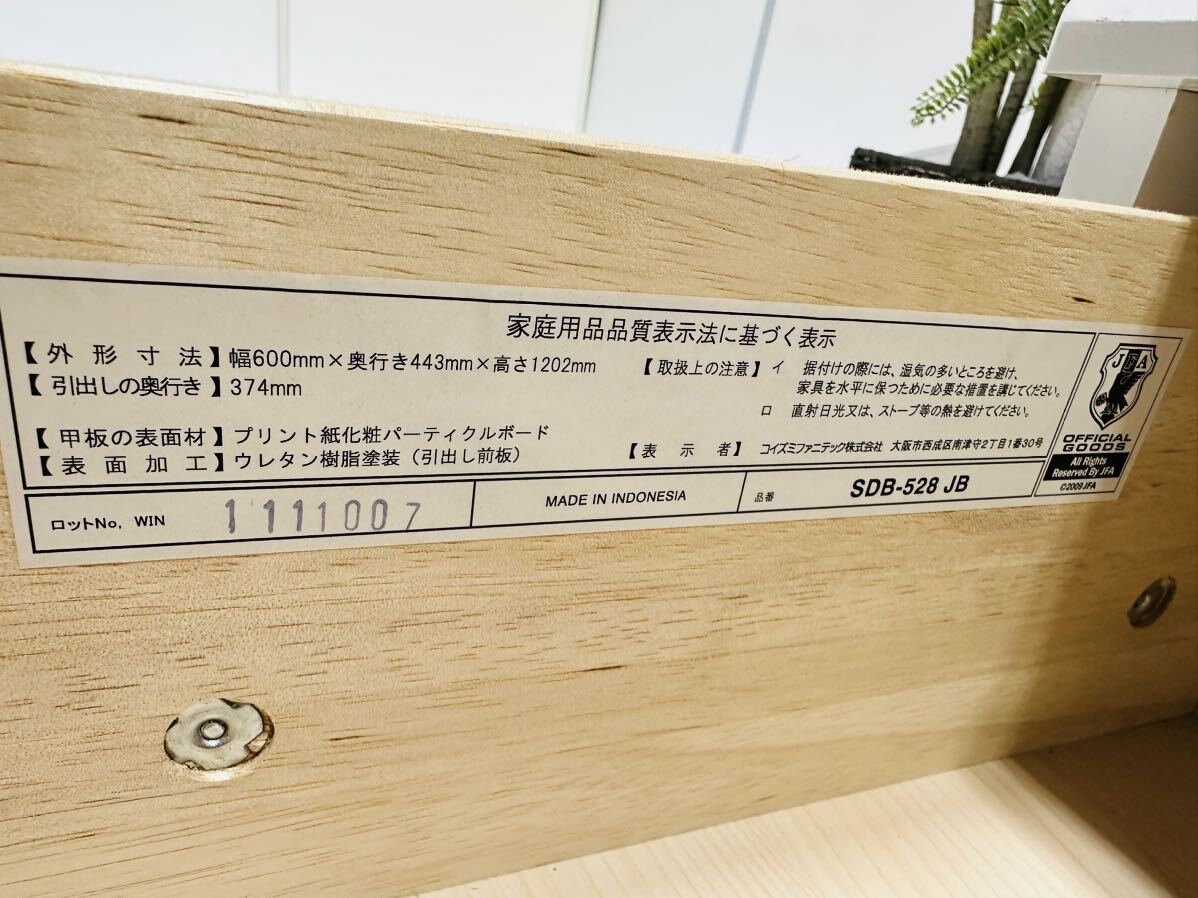 家庭用品品質表示法に基づく表示
【外形寸法】幅600mm×奥行き443mm×高さ1202mm
【引出しの奥行き】374mm
【甲板の表面材】プリント紙化粧パーティクルボード
【表面加工】ウレタン樹脂塗装(引出し前板)
【取扱上の注意】イ 据付けの際には、湿気の多いところを避け、
家具を水平に保つために必要な措置を講じてください。
ロ 直射日光又は、ストーブ等の熱を避けてください。
【表示者】コイズミファニテック株式会社 大阪市西成区南津守2丁目1番30号
ロットNo, WIN 1111007
MADE IN INDONESIA
品番 SDB-528 JB
JFA
OFFICIAL
GOODS
All Rights
Reserved By JFA
©2009 JFA